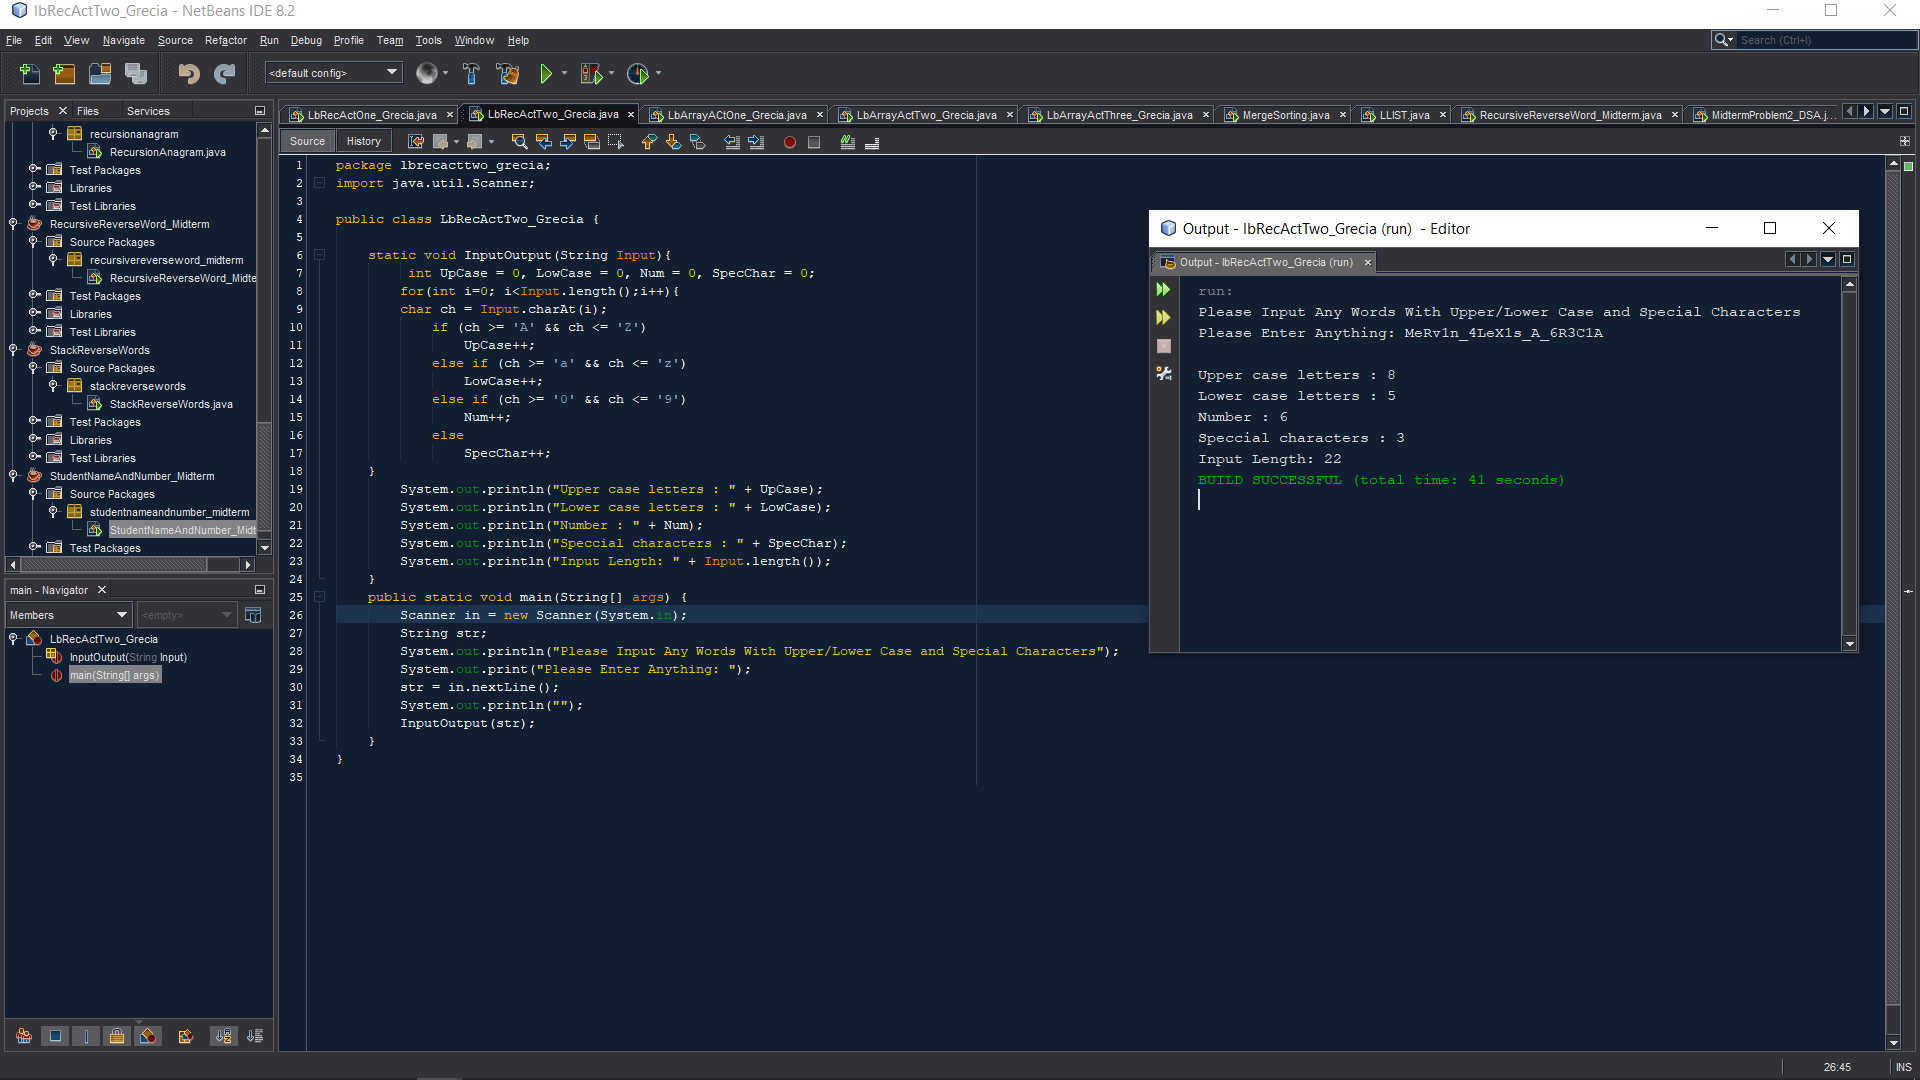 lbRecActTwo_Grecia - NetBeans IDE 8.2
File Edit View Navigate Source Refactor Run Debug Profile Team Tools Window Help
Search (Ctrl+I)
<default config>
Projects Files Services
recursionanagram
RecursionAnagram.java
Test Packages
Libraries
Test Libraries
RecursiveReverseWord_Midterm
Source Packages
recursivereverseword_midterm
RecursiveReverseWord_Midte
Test Packages
Libraries
Test Libraries
StackReverseWords
Source Packages
stackreversewords
StackReverseWords.java
Test Packages
Libraries
Test Libraries
StudentNameAndNumber_Midterm
Source Packages
studentnameandnumber_midterm
StudentNameAndNumber_Midt
Test Packages
main - Navigator
Members <empty>
LbRecActTwo_Grecia
InputOutput(String Input)
main(String[] args)
LbRecActOne_Grecia.java LbRecActTwo_Grecia.java LbArrayACtOne_Grecia.java LbArrayActTwo_Grecia.java LbArrayActThree_Grecia.java MergeSorting.java LLIST.java RecursiveReverseWord_Midterm.java MidtermProblem2_DSA.j...
Source History
1 package lbrecacttwo_grecia;
2 import java.util.Scanner;
3
4 public class LbRecActTwo_Grecia {
5
6 static void InputOutput(String Input){
7 int UpCase = 0, LowCase = 0, Num = 0, SpecChar = 0;
8 for(int i=0; i<Input.length();i++){
9 char ch = Input.charAt(i);
10 if (ch >= 'A' && ch <= 'Z')
11 UpCase++;
12 else if (ch >= 'a' && ch <= 'z')
13 LowCase++;
14 else if (ch >= '0' && ch <= '9')
15 Num++;
16 else
17 SpecChar++;
18 }
19 System.out.println("Upper case letters : " + UpCase);
20 System.out.println("Lower case letters : " + LowCase);
21 System.out.println("Number : " + Num);
22 System.out.println("Speccial characters : " + SpecChar);
23 System.out.println("Input Length: " + Input.length());
24 }
25 public static void main(String[] args) {
26 Scanner in = new Scanner(System.in);
27 String str;
28 System.out.println("Please Input Any Words With Upper/Lower Case and Special Characters");
29 System.out.print("Please Enter Anything: ");
30 str = in.nextLine();
31 System.out.println("");
32 InputOutput(str);
33 }
34 }
35
Output - lbRecActTwo_Grecia (run) - Editor
Output - lbRecActTwo_Grecia (run)
run:
Please Input Any Words With Upper/Lower Case and Special Characters
Please Enter Anything: MeRv1n_4LeX1s_A_6R3C1A
Upper case letters : 8
Lower case letters : 5
Number : 6
Speccial characters : 3
Input Length: 22
BUILD SUCCESSFUL (total time: 41 seconds)
26:45 INS